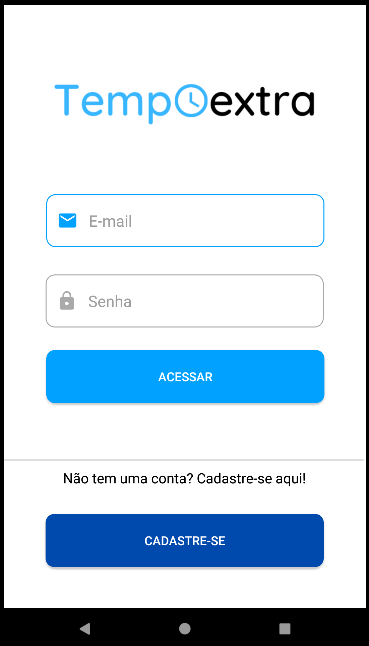 Tempoextra
E-mail
Senha
ACESSAR
Não tem uma conta? Cadastre-se aqui!
CADASTRE-SE